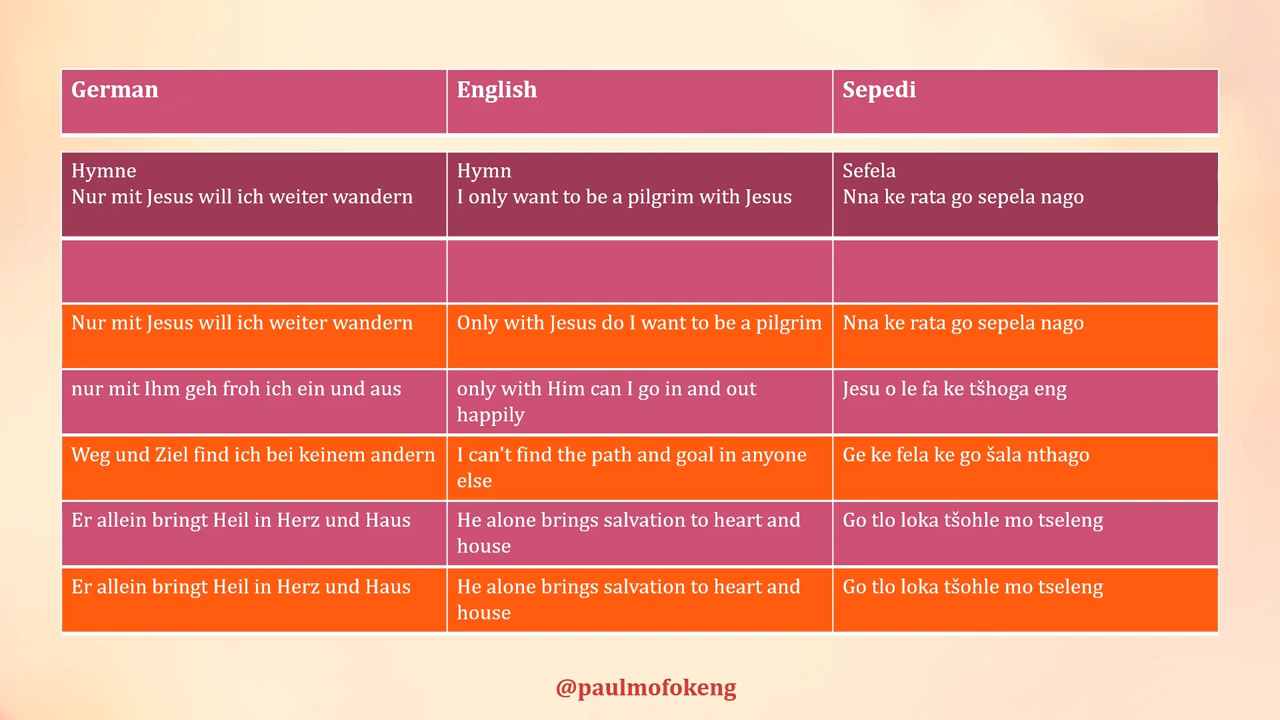 German
English
Sepedi
Hymne
Nur mit Jesus will ich weiter wandern
Hymn
I only want to be a pilgrim with Jesus
Sefela
Nna ke rata go sepela nago
Nur mit Jesus will ich weiter wandern
Only with Jesus do I want to be a pilgrim
Nna ke rata go sepela nago
nur mit Ihm geh froh ich ein und aus
only with Him can I go in and out
happily
Jesu o le fa ke tšhoga eng
Weg und Ziel find ich bei keinem andern
I can't find the path and goal in anyone
else
Ge ke fela ke go šala nthago
Er allein bringt Heil in Herz und Haus
He alone brings salvation to heart and
house
Go tlo loka tšohle mo tseleng
Er allein bringt Heil in Herz und Haus
He alone brings salvation to heart and
house
Go tlo loka tšohle mo tseleng
@paulmofokeng